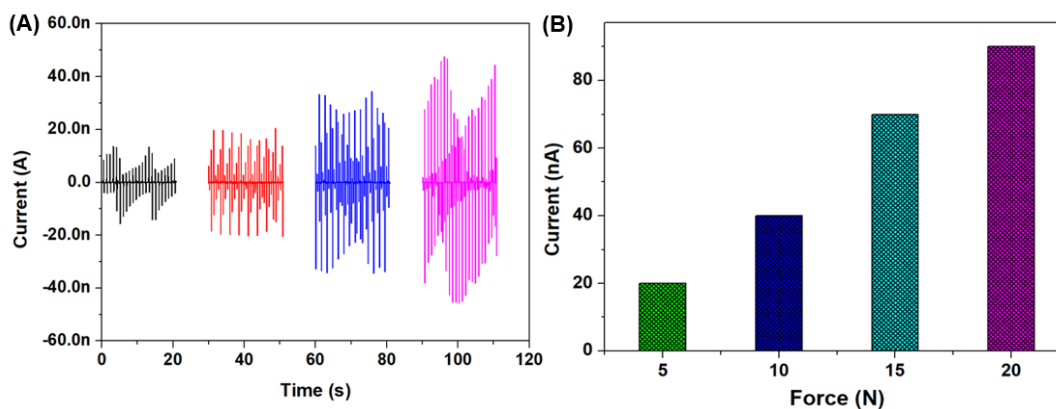 (A)
60.0n
40.0n
20.0n
0.0
-20.0n
-40.0n
-60.0n
Current (A)
0 20 40 60 80 100 120
Time (s)
(B)
80
60
40
20
0
Current (nA)
5 10 15 20
Force (N)